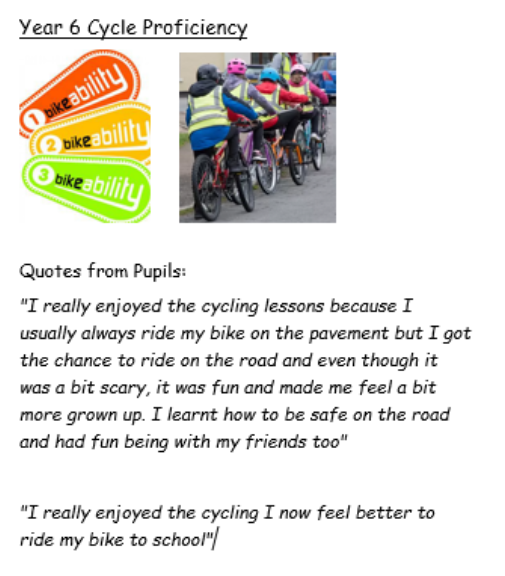 Year 6 Cycle Proficiency
1 bikeability
2 bikeability
3 bikeability
Quotes from Pupils:
"I really enjoyed the cycling lessons because I
usually always ride my bike on the pavement but I got
the chance to ride on the road and even though it
was a bit scary, it was fun and made me feel a bit
more grown up. I learnt how to be safe on the road
and had fun being with my friends too"
"I really enjoyed the cycling I now feel better to
ride my bike to school"